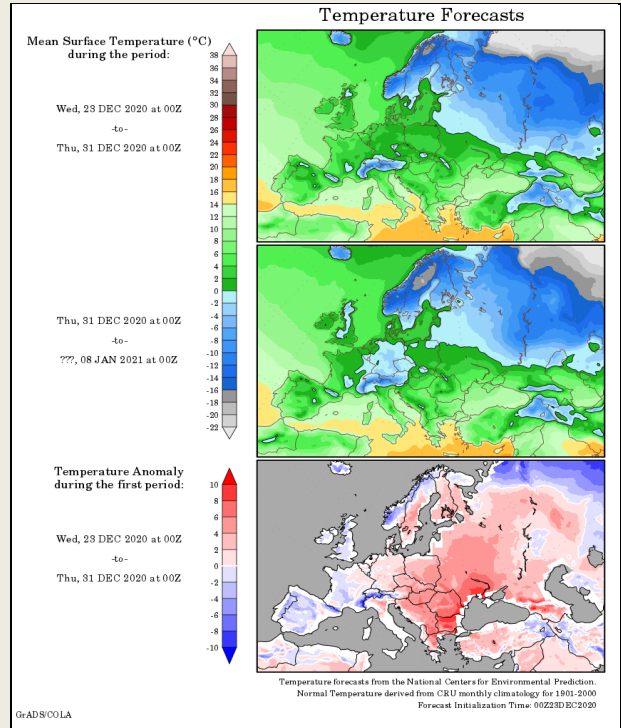 Temperature Forecasts
Mean Surface Temperature (°C)
during the period:
Wed, 23 DEC 2020 at 00Z
-to-
Thu, 31 DEC 2020 at 00Z
38
36
34
32
30
28
26
24
22
20
18
16
14
12
10
8
6
4
2
0
-2
-4
-6
-8
-10
-12
-14
-16
-18
-20
-22
Thu, 31 DEC 2020 at 00Z
-to-
???, 08 JAN 2021 at 00Z
Temperature Anomaly
during the first period:
Wed, 23 DEC 2020 at 00Z
-to-
Thu, 31 DEC 2020 at 00Z
10
8
6
4
2
0
-2
-4
-6
-8
-10
Temperature forecasts from the National Centers for Environmental Prediction.
Normal Temperature derived from CRU monthly climatology for 1901-2000
Forecast Initialization Time: 00Z23DEC2020
GrADS/COLA